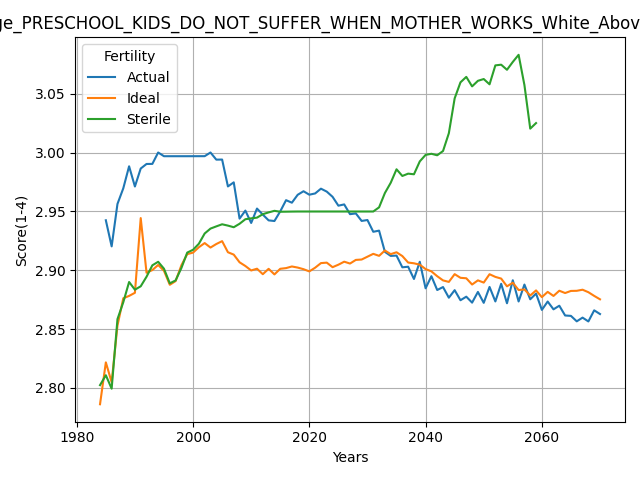 ge_PRESCHOOL_KIDS_DO_NOT_SUFFER_WHEN_MOTHER_WORKS_White_Abov
Fertility
Actual
Ideal
Sterile
3.05
3.00
2.95
2.90
2.85
2.80
Score(1-4)
1980 2000 2020 2040 2060
Years